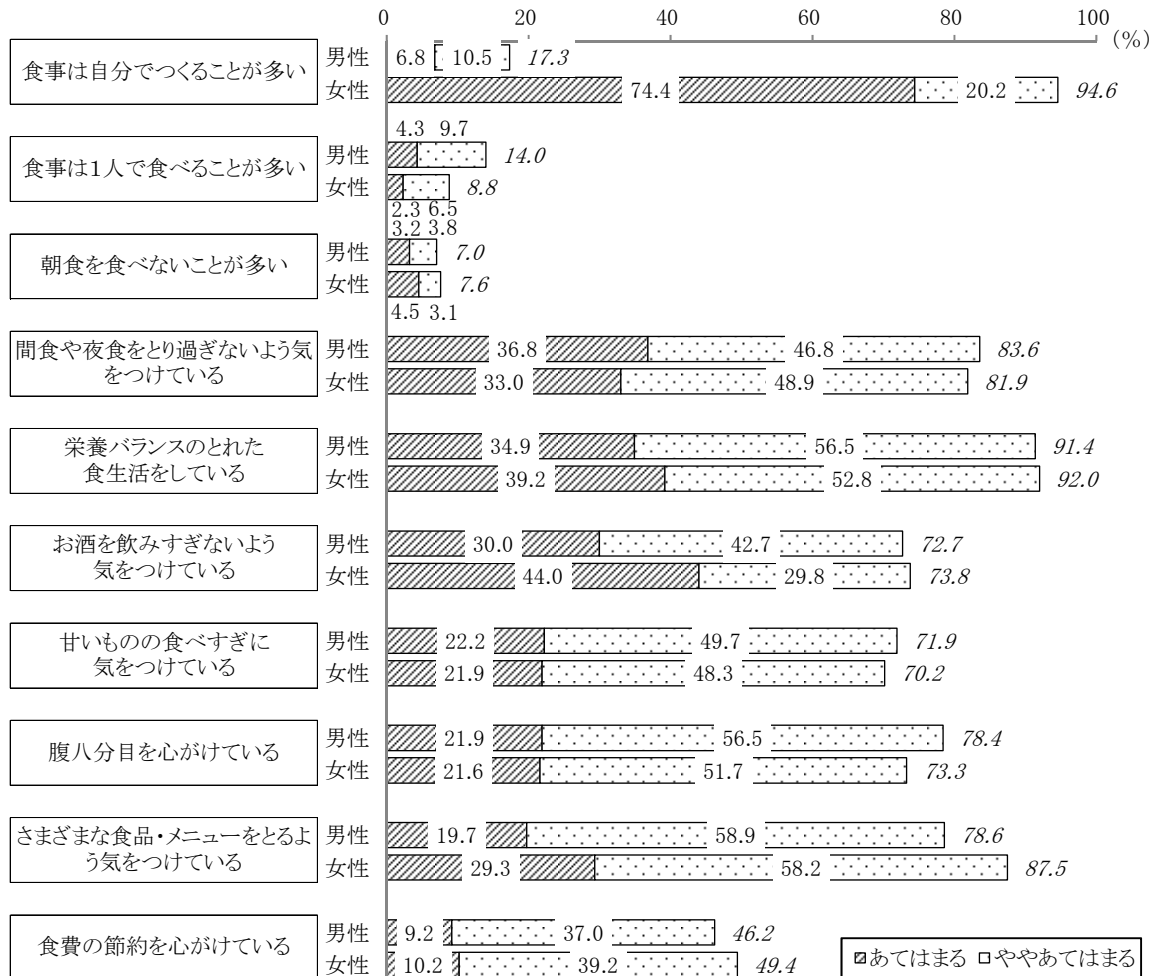 0 20 40 60 80 100
(%)
食事は自分でつくることが多い
男性 6.8 10.5 17.3
女性 74.4 20.2 94.6
食事は1人で食べることが多い
4.3 9.7
男性 14.0
女性 8.8
2.3 6.5
朝食を食べないことが多い
3.2 3.8
男性 7.0
女性 7.6
4.5 3.1
間食や夜食をとり過ぎないよう気
をつけている
男性 36.8 46.8 83.6
女性 33.0 48.9 81.9
栄養バランスのとれた
食生活をしている
男性 34.9 56.5 91.4
女性 39.2 52.8 92.0
お酒を飲みすぎないよう
気をつけている
男性 30.0 42.7 72.7
女性 44.0 29.8 73.8
甘いものの食べすぎに
気をつけている
男性 22.2 49.7 71.9
女性 21.9 48.3 70.2
腹八分目を心がけている
男性 21.9 56.5 78.4
女性 21.6 51.7 73.3
さまざまな食品・メニューをとるよ
う気をつけている
男性 19.7 58.9 78.6
女性 29.3 58.2 87.5
食費の節約を心がけている
男性 9.2 37.0 46.2
女性 10.2 39.2 49.4
あてはまる ややあてはまる